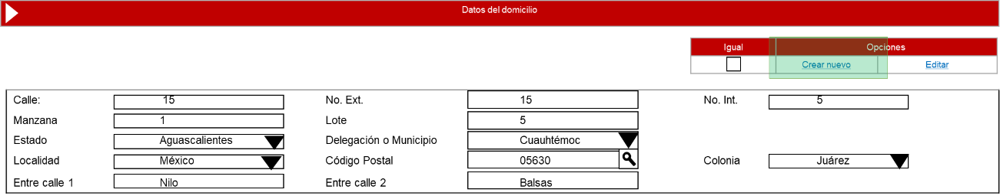 Datos del domicilio
Igual Opciones
Crear nuevo Editar
Calle: 15 No. Ext. 15 No. Int. 5
Manzana 1 Lote 5
Estado Aguascalientes Delegación o Municipio Cuauhtémoc
Localidad México Código Postal 05630 Colonia Juárez
Entre calle 1 Nilo Entre calle 2 Balsas